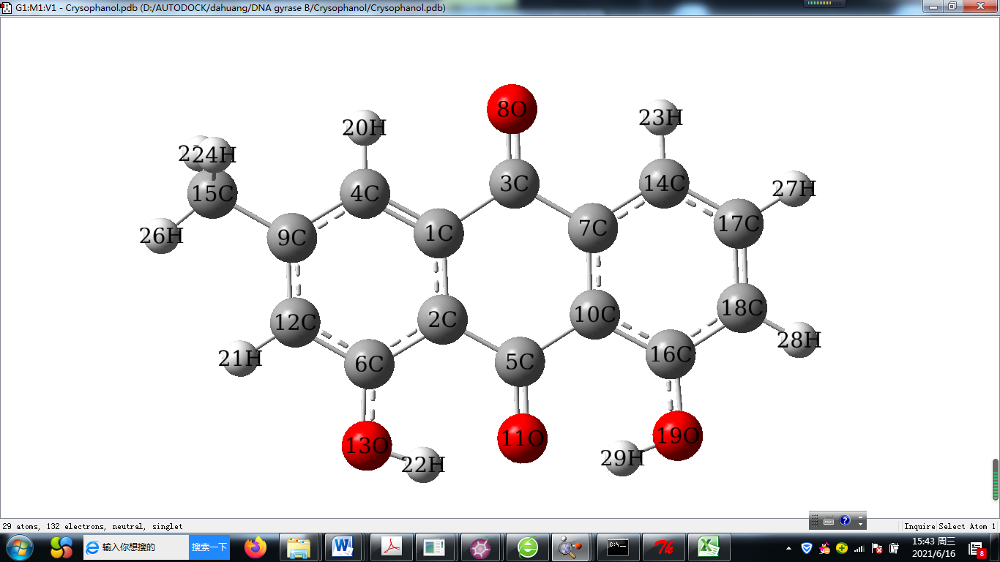 G1:M1:V1 - Crysophanol.pdb (D:/AUTODOCK/dahuang/DNA gyrase B/Crysophanol/Crysophanol.pdb)
8O
23H
20H
24H
3C
14C
27H
15C
4C
17C
26H
9C
1C
7C
12C
2C
10C
18C
21H
6C
5C
16C
28H
13O
11O
19O
22H
29H
29 atoms, 132 electrons, neutral, singlet
Inquire Select Atom 1
输入你想搜的
搜索一下
W
C:\
Tk
15:43 周三
2021/6/16
8